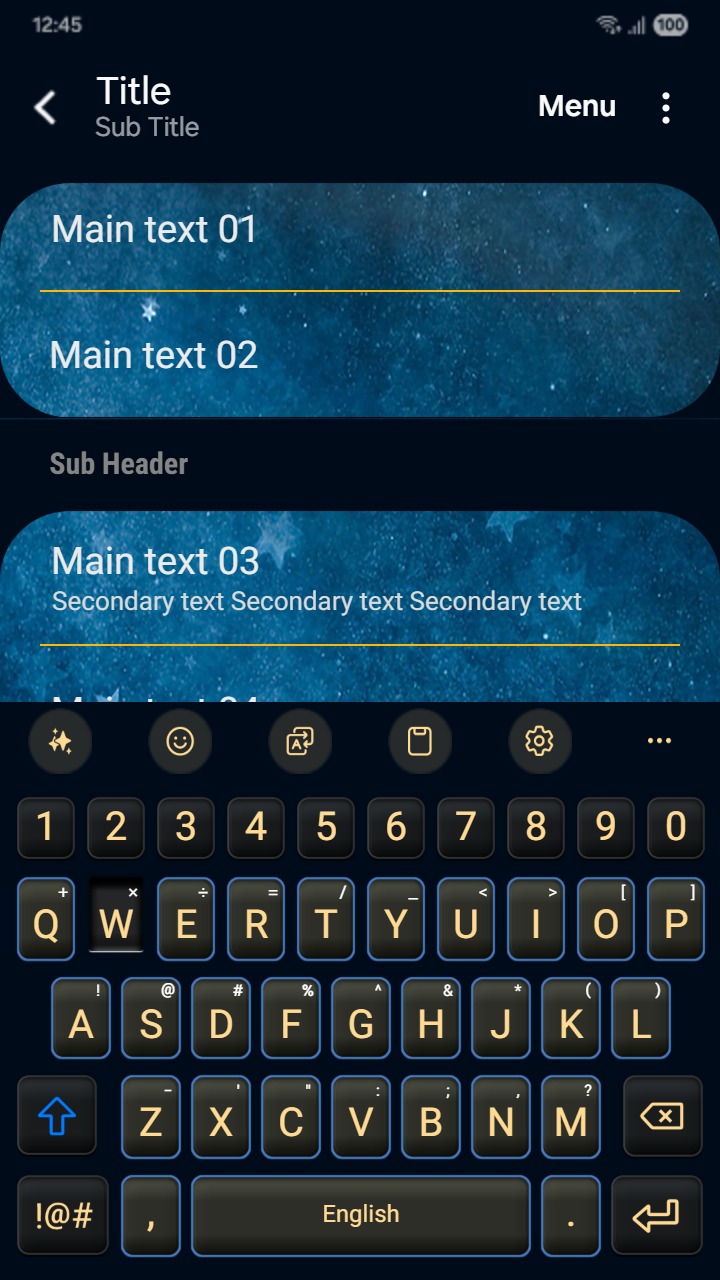 12:45
100
Title
Sub Title
Menu
Main text 01
Main text 02
Sub Header
Main text 03
Secondary text Secondary text Secondary text
1 2 3 4 5 6 7 8 9 0
+ × ÷ = / _ < > [ ]
Q W E R T Y U I O P
! @ # % ^ & * ( )
A S D F G H J K L
- ' " : ; , ?
Z X C V B N M
!@# , English .